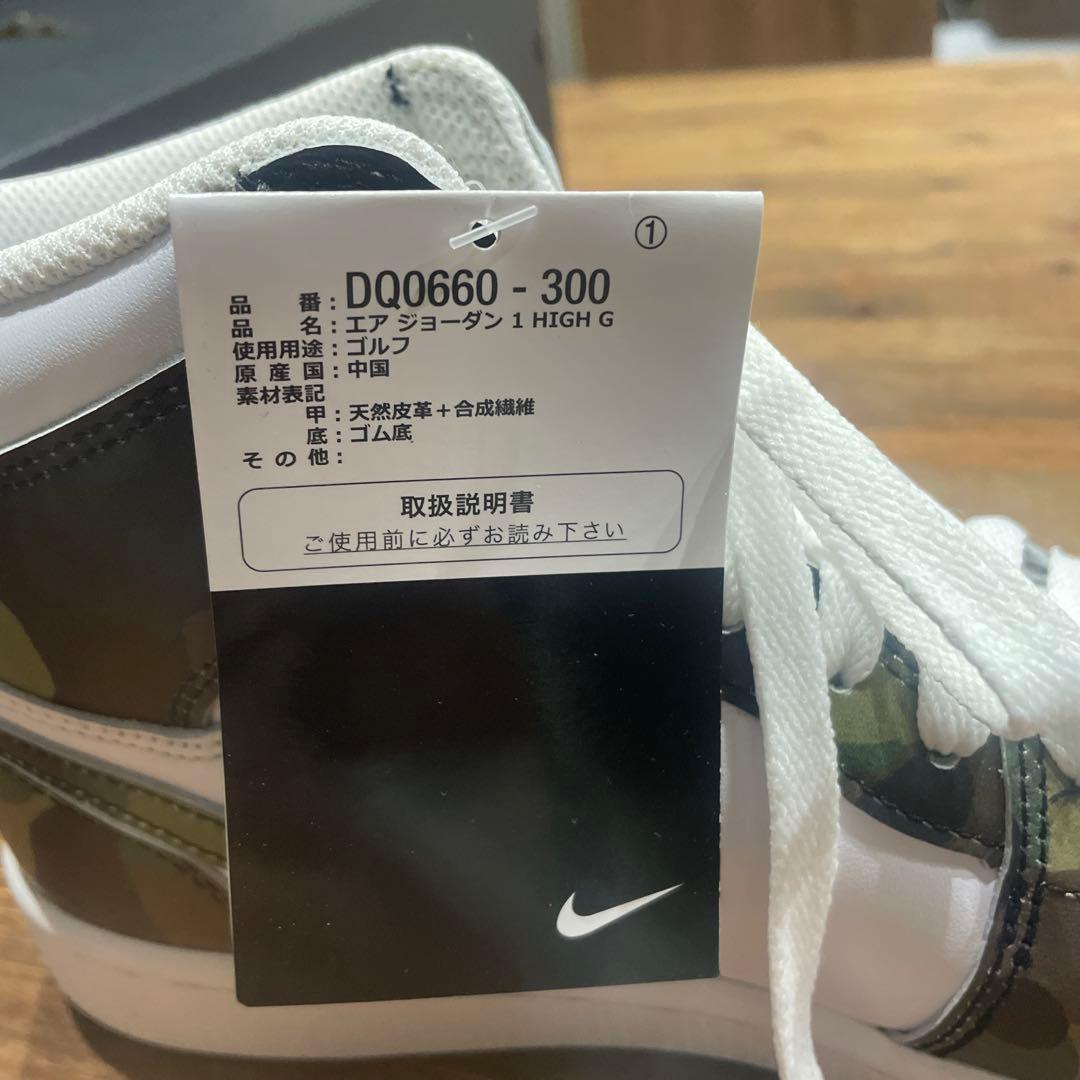 ①
品番：DQ0660 - 300
品名：エア ジョーダン 1 HIGH G
使用用途：ゴルフ
原産国：中国
素材表記
甲：天然皮革＋合成繊維
底：ゴム底
その他：
取扱説明書
ご使用前に必ずお読み下さい